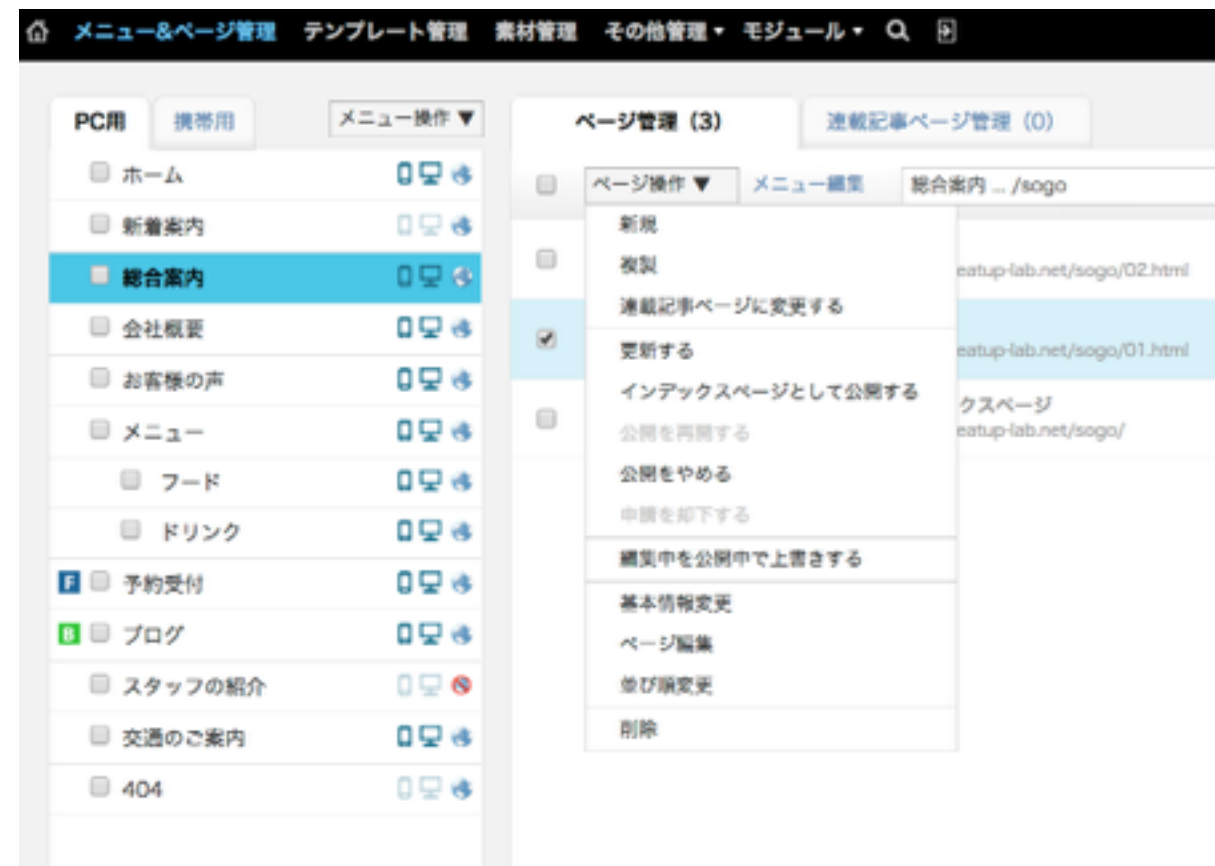 メニュー&ページ管理 テンプレート管理 素材管理 その他管理▼ モジュール▼
PC用 携帯用 メニュー操作▼
ホーム
新着案内
総合案内
会社概要
お客様の声
メニュー
フード
ドリンク
F 予約受付
B ブログ
スタッフの紹介
交通のご案内
404
ページ管理 (3) 連載記事ページ管理 (0)
ページ操作▼ メニュー編集 総合案内 ... /sogo
新規
複製
連載記事ページに変更する
更新する
インデックスページとして公開する
公開を再開する
公開をやめる
申請を却下する
編集中を公開中で上書きする
基本情報変更
ページ編集
並び順変更
削除
eatup-lab.net/sogo/02.html
eatup-lab.net/sogo/01.html
クスページ
eatup-lab.net/sogo/